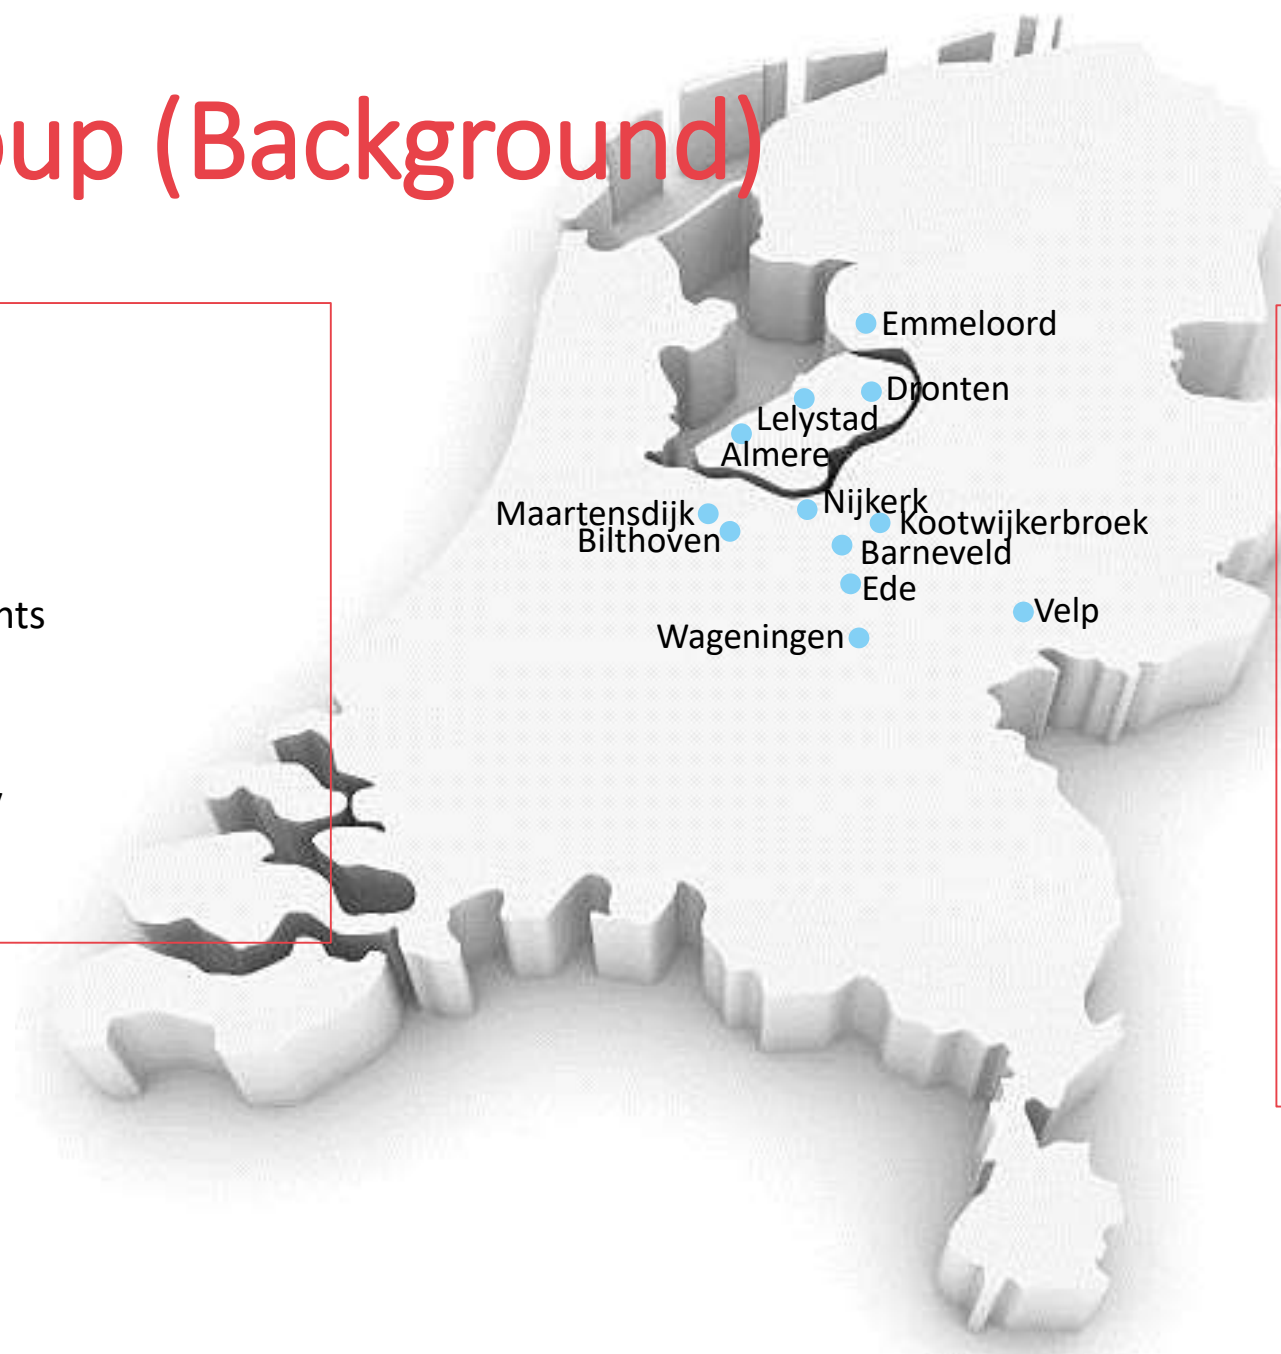 oup (Background)
Emmeloord
Dronten
Lelystad
Almere
Nijkerk
Maartensdijk
Kootwijkerbroek
Bilthoven
Barneveld
Ede
Velp
nts
Wageningen